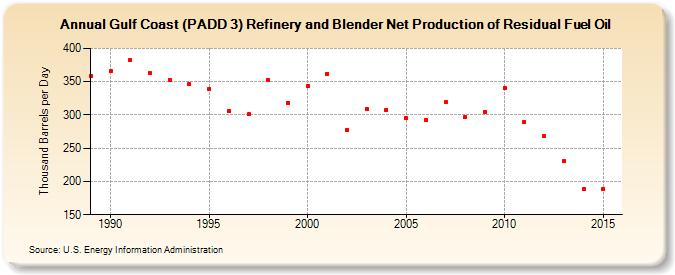 Annual Gulf Coast (PADD 3) Refinery and Blender Net Production of Residual Fuel Oil
Thousand Barrels per Day
400
350
300
250
200
150
1990 1995 2000 2005 2010 2015
Source: U.S. Energy Information Administration